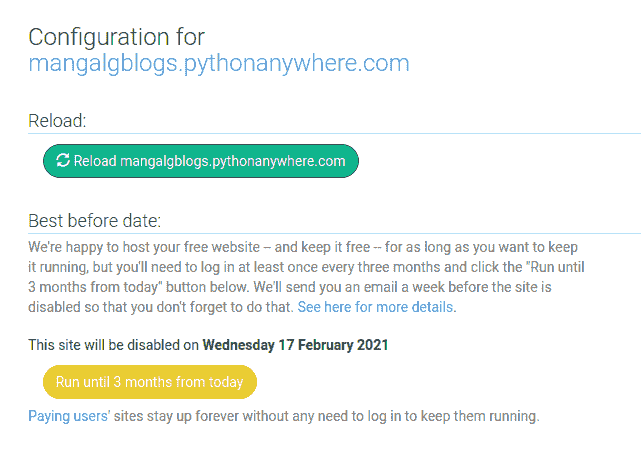 Configuration for
mangalgblogs.pythonanywhere.com
Reload:
Reload mangalgblogs.pythonanywhere.com
Best before date:
We're happy to host your free website -- and keep it free -- for as long as you want to keep
it running, but you'll need to log in at least once every three months and click the "Run until
3 months from today" button below. We'll send you an email a week before the site is
disabled so that you don't forget to do that. See here for more details.
This site will be disabled on Wednesday 17 February 2021
Run until 3 months from today
Paying users' sites stay up forever without any need to log in to keep them running.